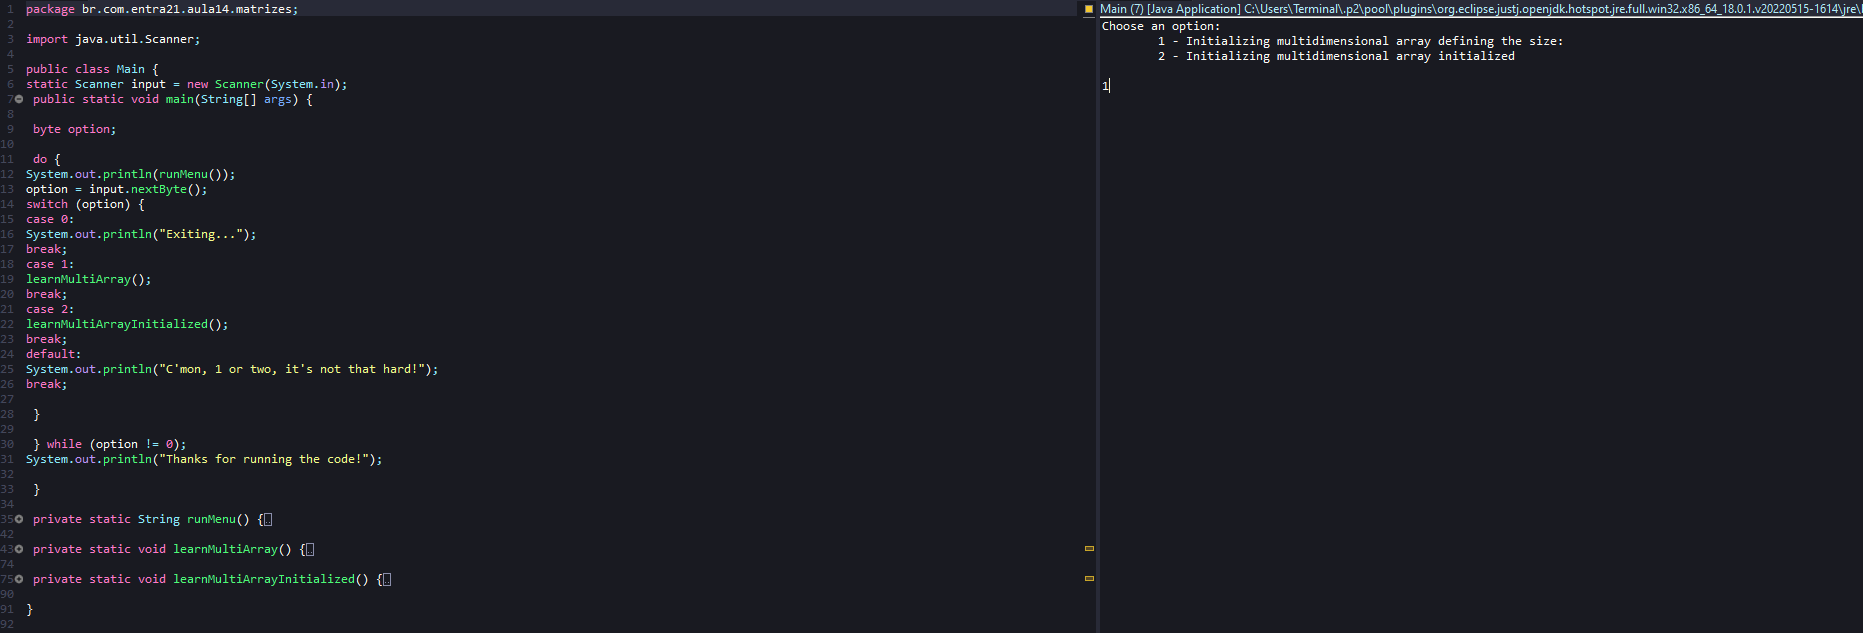 1 package br.com.entra21.aula14.matrizes;
2
3 import java.util.Scanner;
4
5 public class Main {
6 static Scanner input = new Scanner(System.in);
7 public static void main(String[] args) {
8
9 byte option;
10
11 do {
12 System.out.println(runMenu());
13 option = input.nextByte();
14 switch (option) {
15 case 0:
16 System.out.println("Exiting...");
17 break;
18 case 1:
19 learnMultiArray();
20 break;
21 case 2:
22 learnMultiArrayInitialized();
23 break;
24 default:
25 System.out.println("C'mon, 1 or two, it's not that hard!");
26 break;
27
28 }
29
30 } while (option != 0);
31 System.out.println("Thanks for running the code!");
32
33 }
34
35 private static String runMenu() {
42
43 private static void learnMultiArray() {
74
75 private static void learnMultiArrayInitialized() {
90
91 }
92
Main (7) [Java Application] C:\Users\Terminal\.p2\pool\plugins\org.eclipse.justj.openjdk.hotspot.jre.full.win32.x86_64_18.0.1.v20220515-1614\jre\
Choose an option:
1 - Initializing multidimensional array defining the size:
2 - Initializing multidimensional array initialized
1